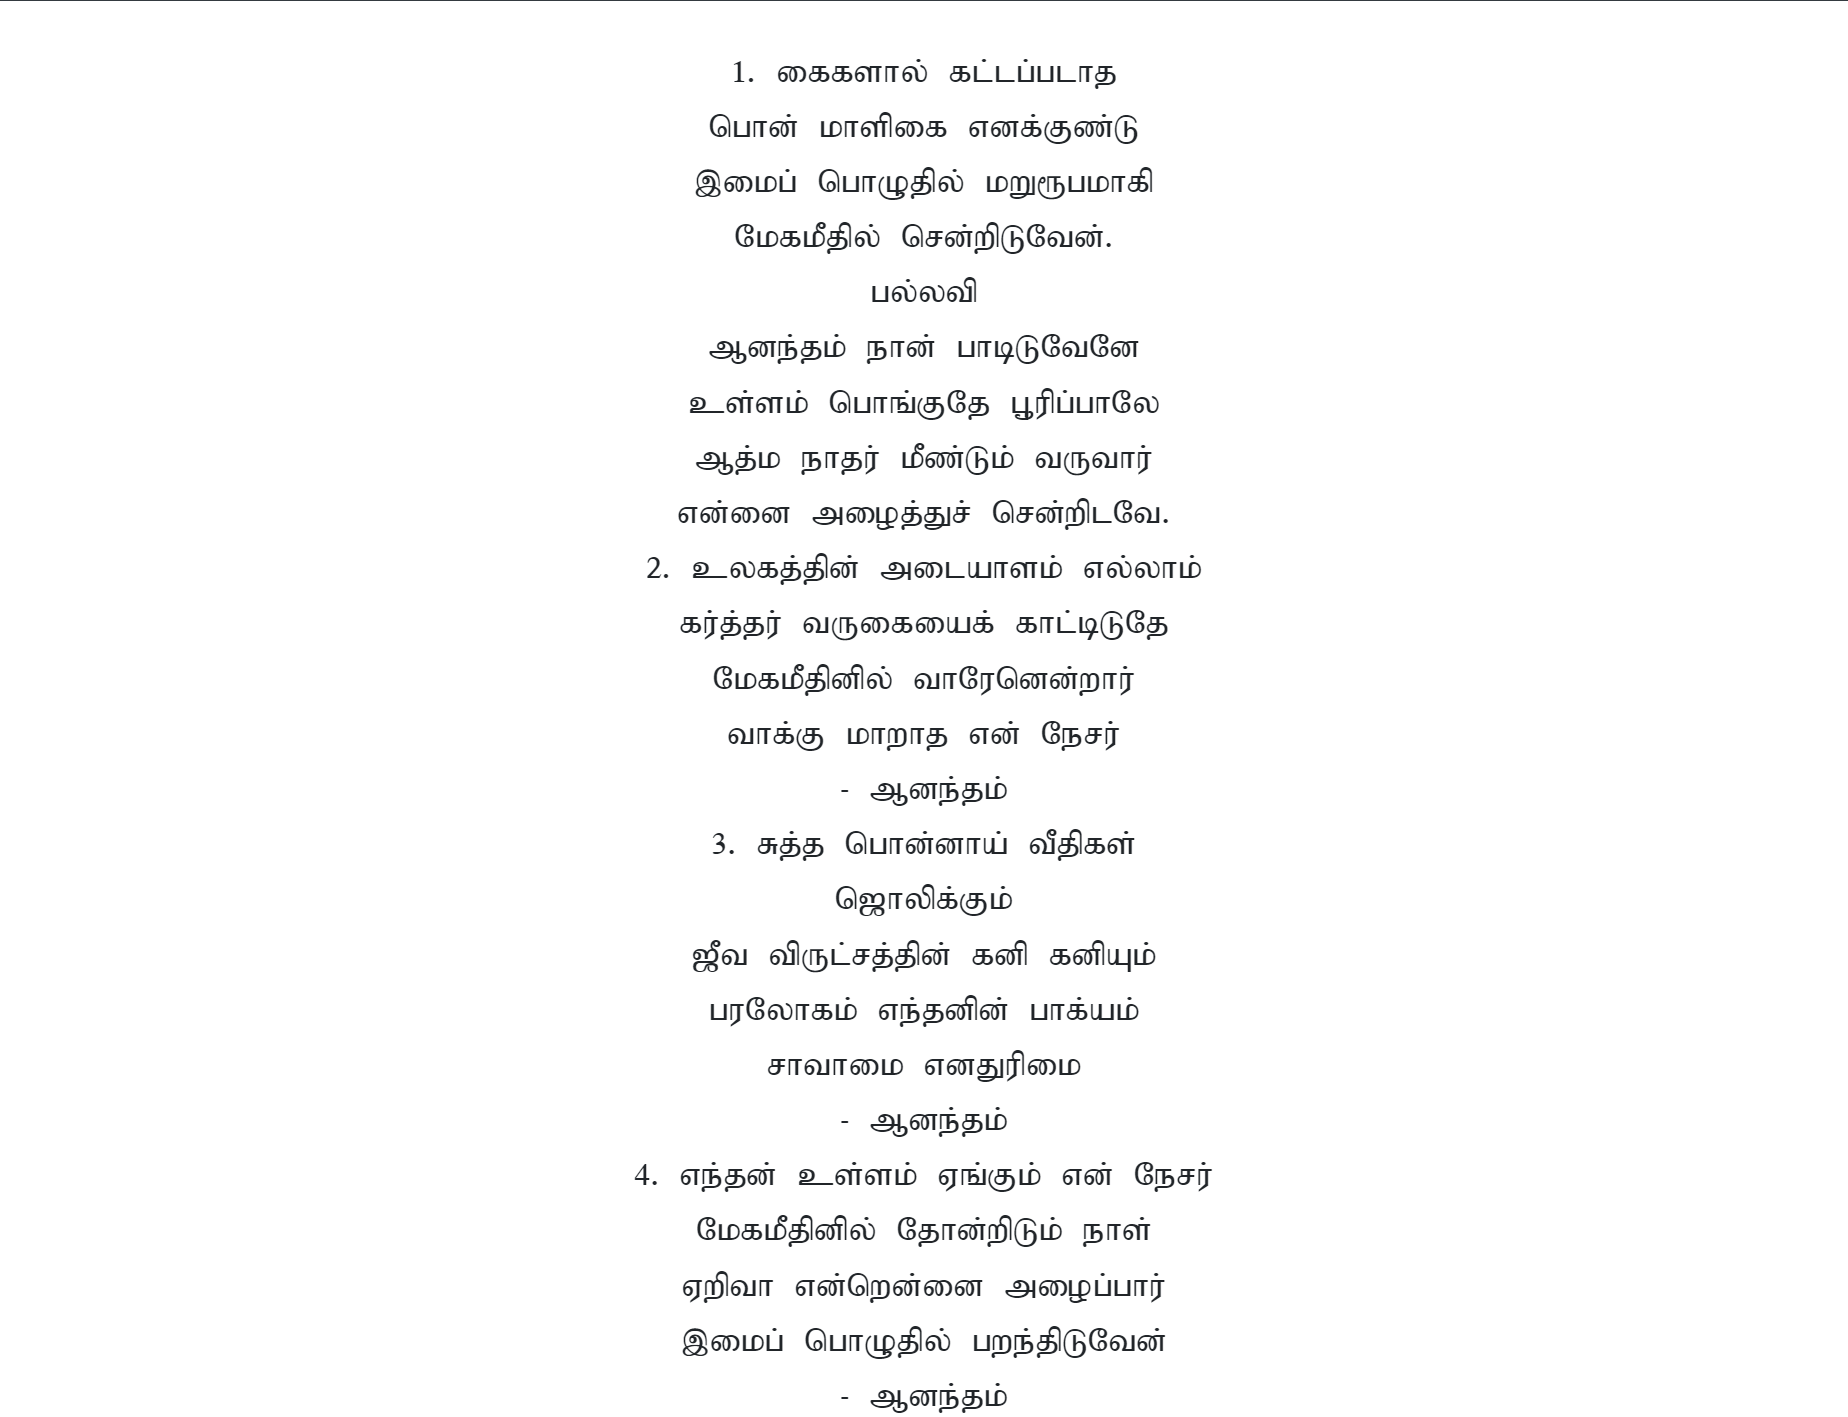 1. கைகளால் கட்டப்படாத
பொன் மாளிகை எனக்குண்டு
இமைப் பொழுதில் மறுரூபமாகி
மேகமீதில் சென்றிடுவேன்.
பல்லவி
ஆனந்தம் நான் பாடிடுவேனே
உள்ளம் பொங்குதே பூரிப்பாலே
ஆத்ம நாதர் மீண்டும் வருவார்
என்னை அழைத்துச் சென்றிடவே.
2. உலகத்தின் அடையாளம் எல்லாம்
கர்த்தர் வருகையைக் காட்டிடுதே
மேகமீதினில் வாரேனென்றார்
வாக்கு மாறாத என் நேசர்
- ஆனந்தம்
3. சுத்த பொன்னாய் வீதிகள்
ஜொலிக்கும்
ஜீவ விருட்சத்தின் கனி கனியும்
பரலோகம் எந்தனின் பாக்யம்
சாவாமை எனதுரிமை
- ஆனந்தம்
4. எந்தன் உள்ளம் ஏங்கும் என் நேசர்
மேகமீதினில் தோன்றிடும் நாள்
ஏறிவா என்றென்னை அழைப்பார்
இமைப் பொழுதில் பறந்திடுவேன்
- ஆனந்தம்